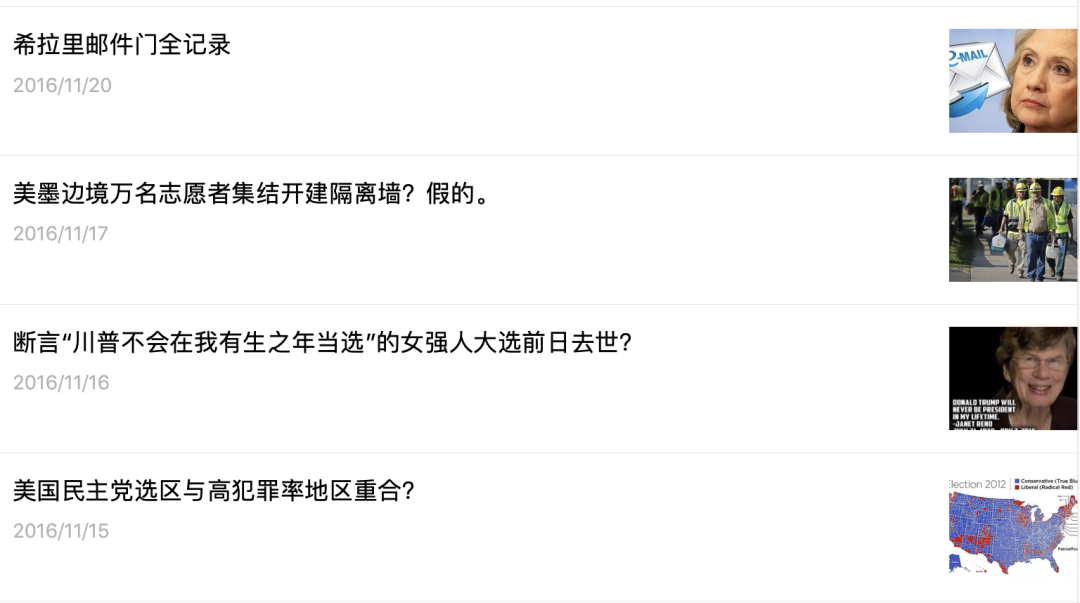 希拉里邮件门全记录
2016/11/20
E-MAIL
美墨边境万名志愿者集结开建隔离墙？假的。
2016/11/17
断言“川普不会在我有生之年当选”的女强人大选前日去世？
2016/11/16
DONALD TRUMP WILL
NEVER BE PRESIDENT
IN MY LIFETIME.
-JANET RENO
美国民主党选区与高犯罪率地区重合？
2016/11/15
lection 2012
Conservative (True Blu
Liberal (Radical Red)